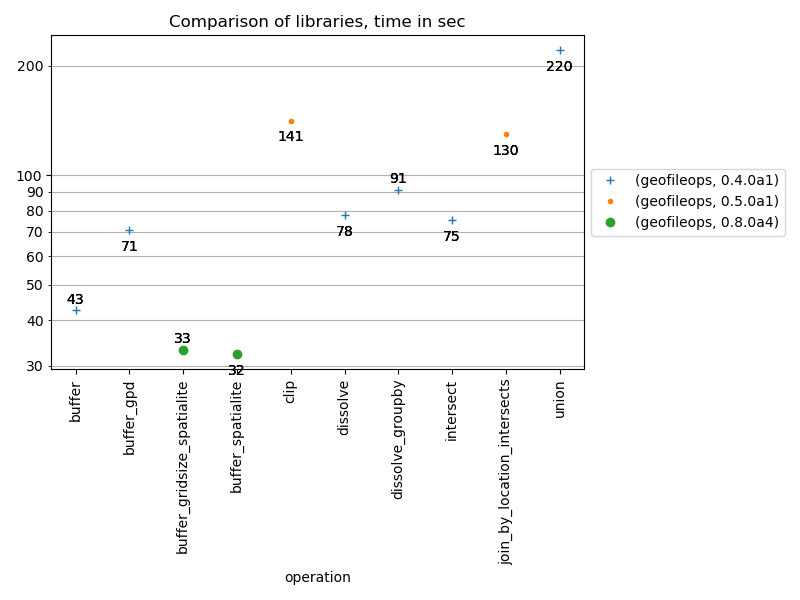 Comparison of libraries, time in sec
200
100
90
80
70
60
50
40
30
43
71
33
32
141
78
91
75
130
220
buffer
buffer_gpd
buffer_gridsize_spatialite
buffer_spatialite
clip
dissolve
dissolve_groupby
intersect
join_by_location_intersects
union
operation
(geofileops, 0.4.0a1)
(geofileops, 0.5.0a1)
(geofileops, 0.8.0a4)